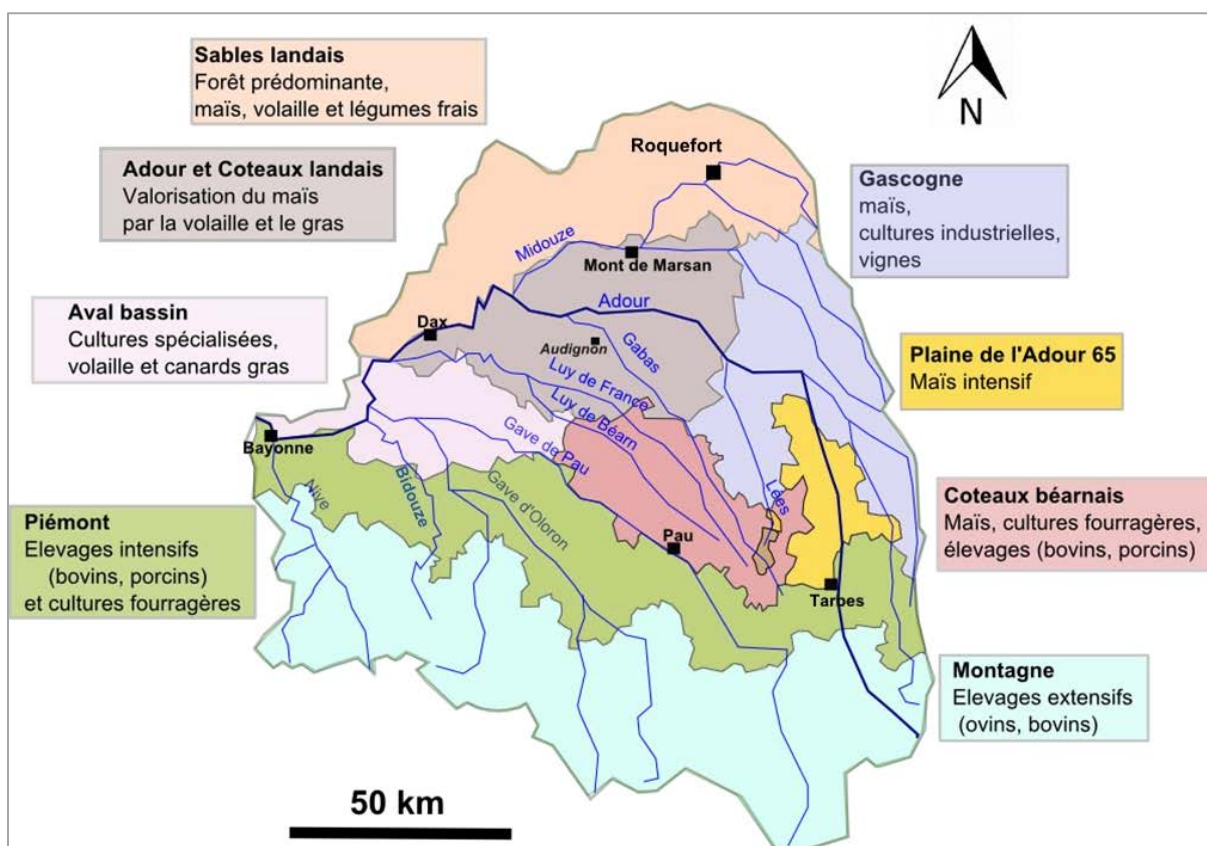 Sables landais
Forêt prédominante,
maïs, volaille et légumes frais
N
Roquefort
Adour et Coteaux landais
Valorisation du maïs
par la volaille et le gras
Gascogne
maïs,
cultures industrielles,
vignes
Midouze
Mont de Marsan
Adour
Aval bassin
Cultures spécialisées,
volaille et canards gras
Dax
Audignon
Gabas
Plaine de l'Adour 65
Maïs intensif
Luy de France
Luy de Béarn
Gave de Pau
Bayonne
Bidouze
Gave d'Oloron
Nive
Lées
Coteaux béarnais
Maïs, cultures fourragères,
élevages (bovins, porcins)
Piémont
Elevages intensifs
(bovins, porcins)
et cultures fourragères
Pau
Tarbes
Montagne
Elevages extensifs
(ovins, bovins)
50 km